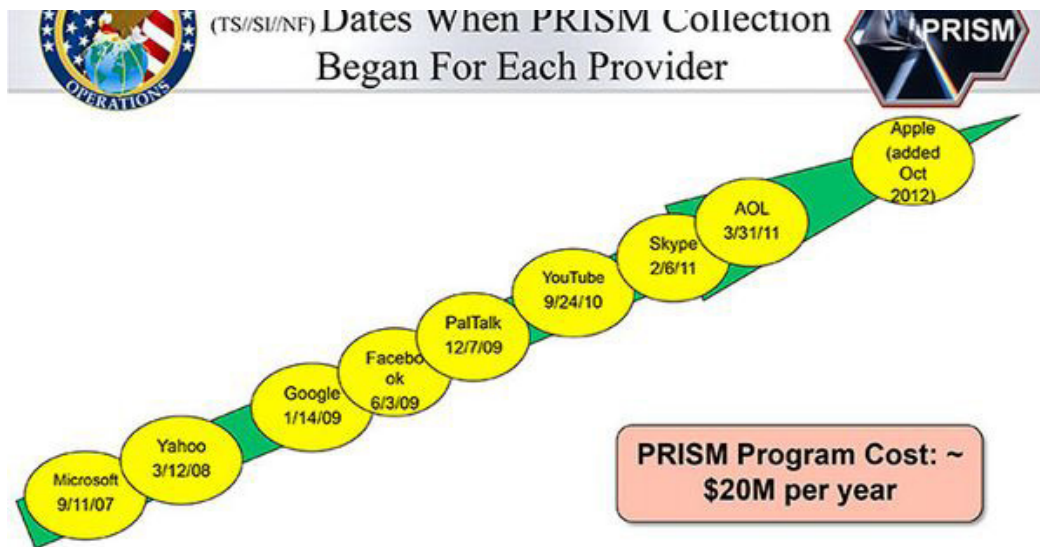 (TS//SI//NF) Dates When PRISM Collection
Began For Each Provider
OPERATIONS
PRISM
Apple
(added
Oct
2012)
AOL
3/31/11
Skype
2/6/11
YouTube
9/24/10
PalTalk
12/7/09
Facebo
ok
6/3/09
Google
1/14/09
Yahoo
3/12/08
Microsoft
9/11/07
PRISM Program Cost: ~
$20M per year